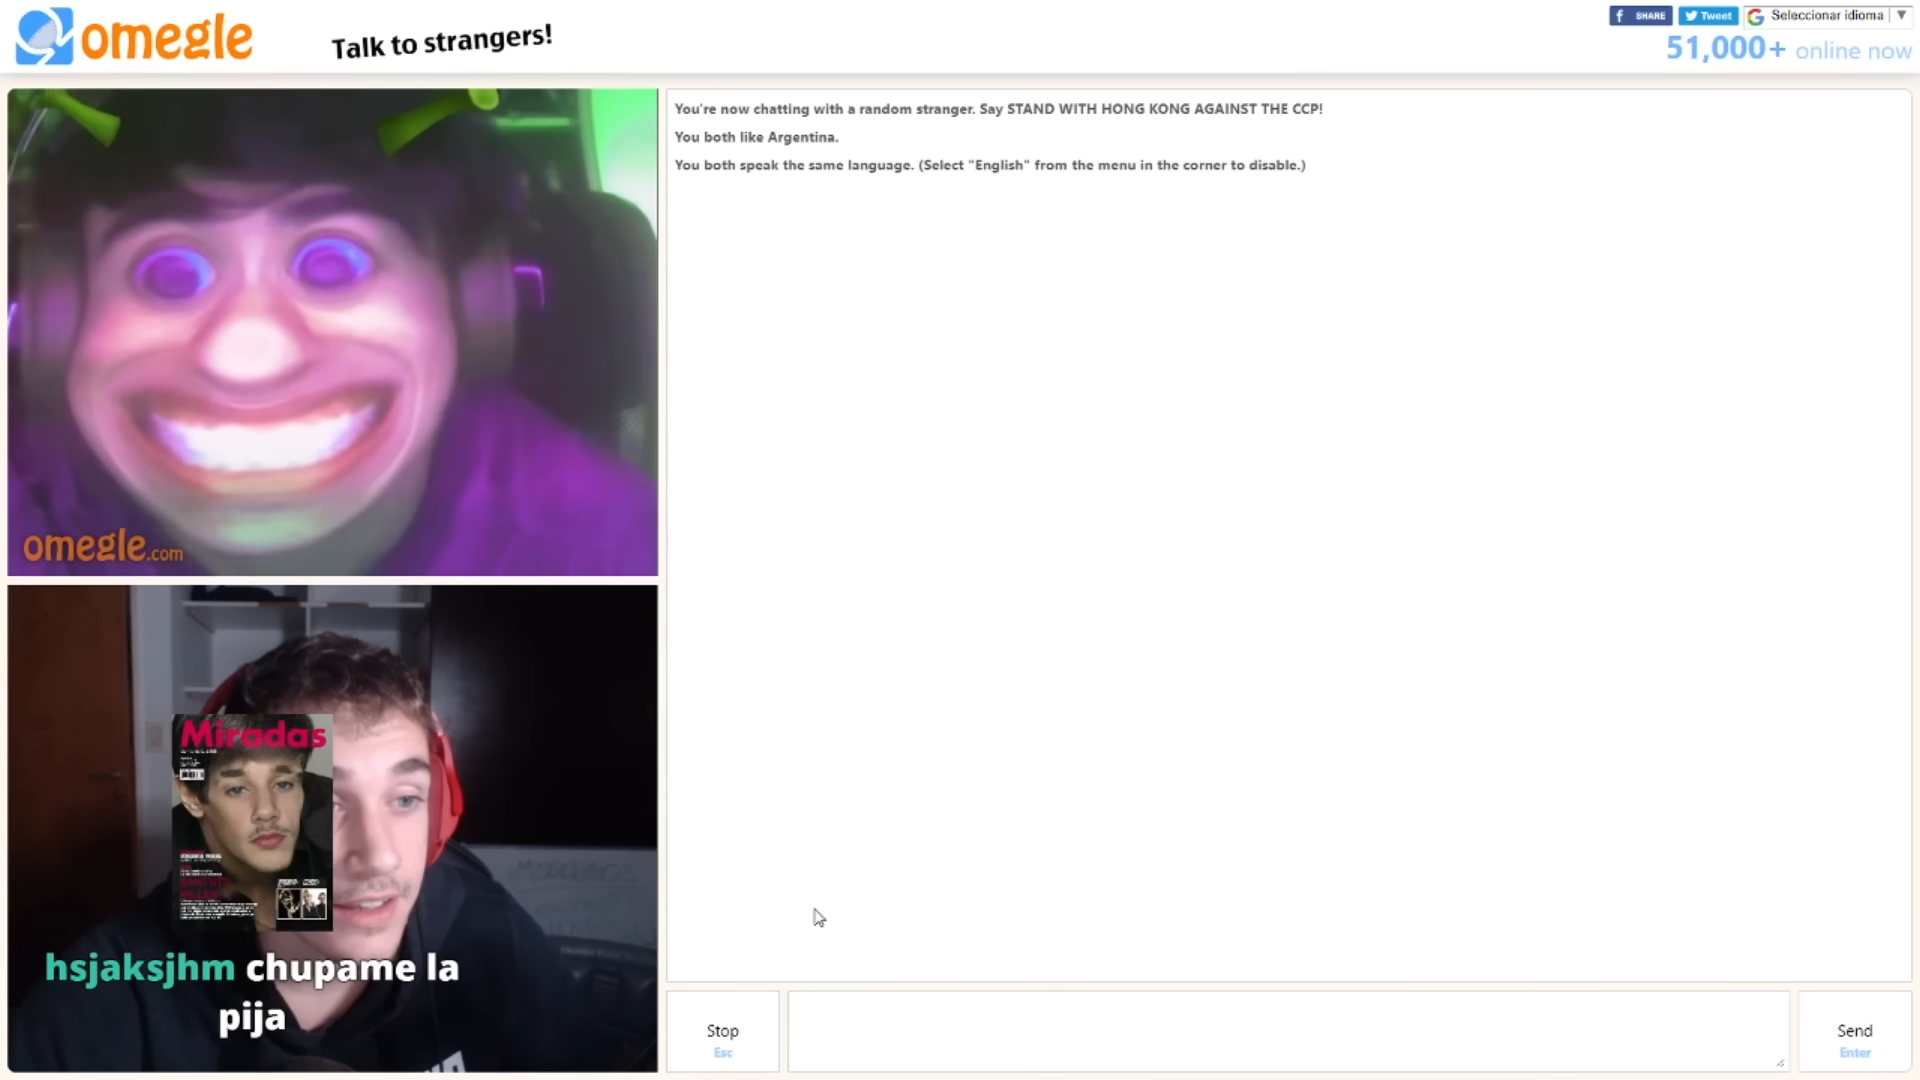 omegle
Talk to strangers!
SHARE
Tweet
Seleccionar idioma
51,000+ online now
You're now chatting with a random stranger. Say STAND WITH HONG KONG AGAINST THE CCP!
You both like Argentina.
You both speak the same language. (Select "English" from the menu in the corner to disable.)
omegle.com
Miradas
hsjaksjhm chupame la
pija
Stop
Esc
Send
Enter